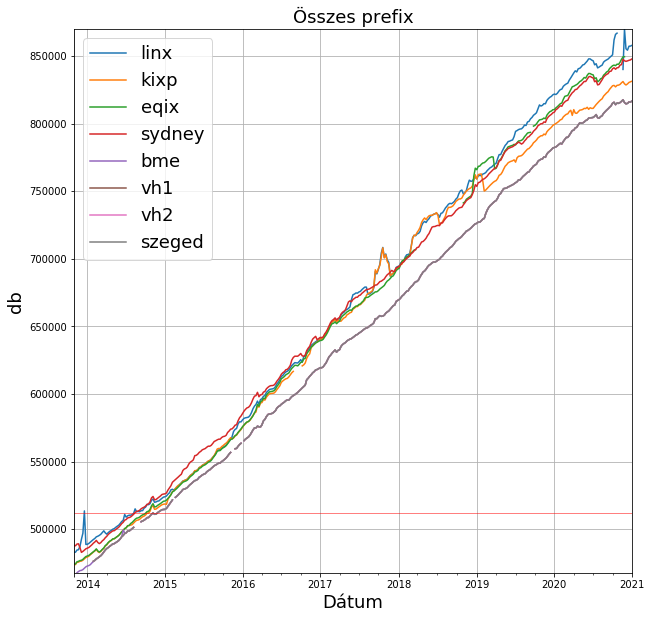 Összes prefix
linx
kixp
eqix
sydney
bme
vh1
vh2
szeged
850000
800000
750000
700000
650000
600000
550000
500000
db
2014 2015 2016 2017 2018 2019 2020 2021
Dátum